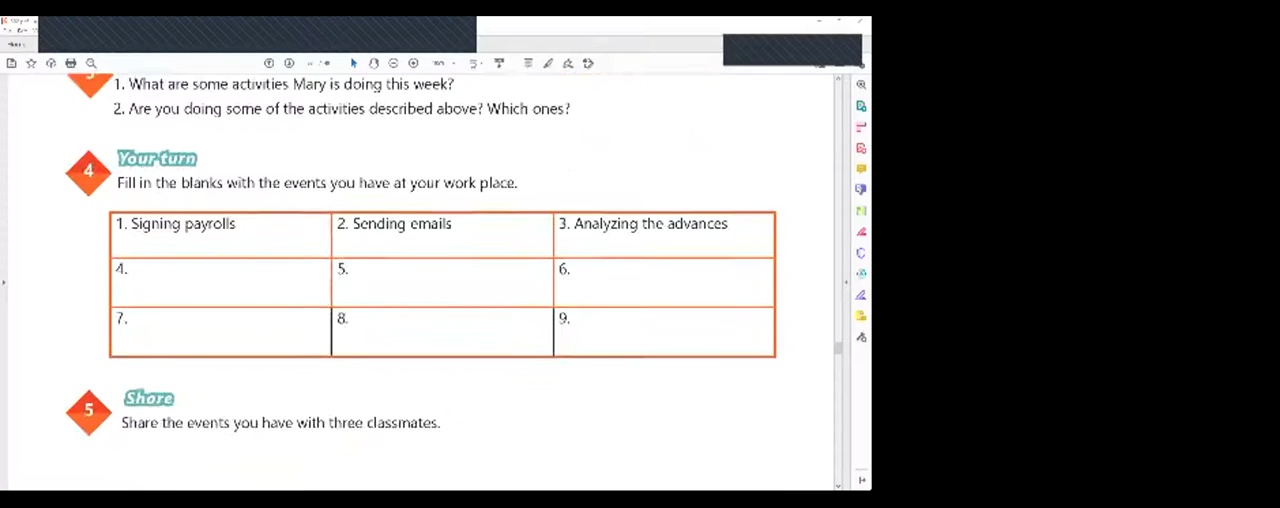 3
1. What are some activities Mary is doing this week?
2. Are you doing some of the activities described above? Which ones?
4
Your turn
Fill in the blanks with the events you have at your work place.
1. Signing payrolls
2. Sending emails
3. Analyzing the advances
4.
5.
6.
7.
8.
9.
5
Share
Share the events you have with three classmates.